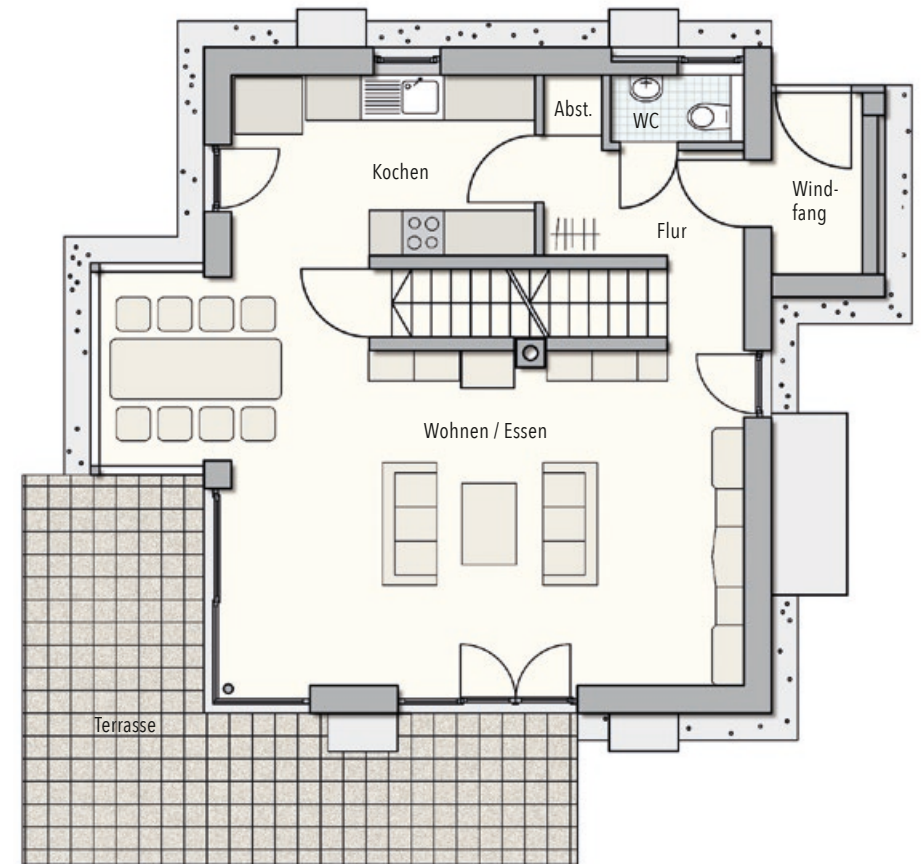 Abst.
WC
Kochen
Wind-
fang
Flur
Wohnen / Essen
Terrasse